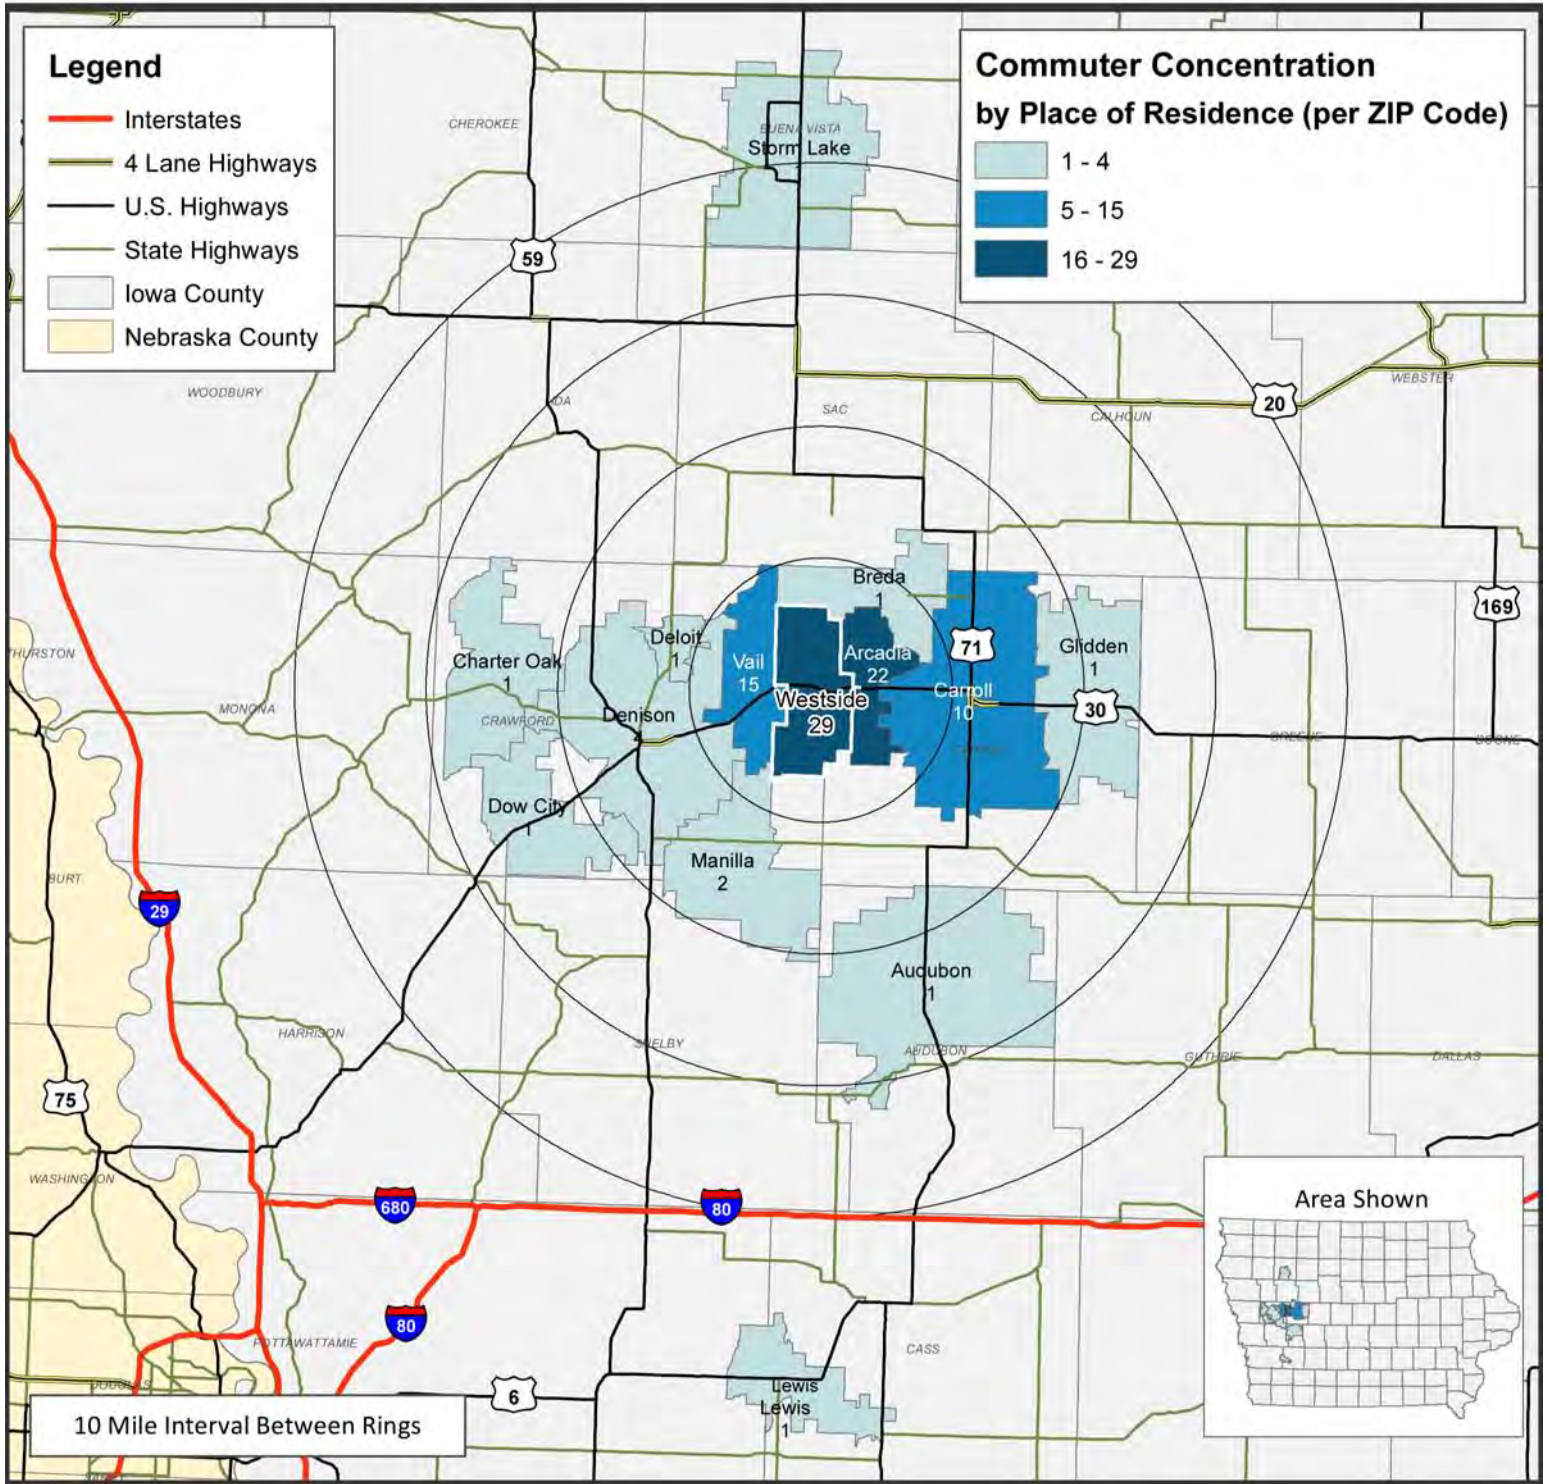 Legend
Interstates
4 Lane Highways
U.S. Highways
State Highways
Iowa County
Nebraska County
Commuter Concentration
by Place of Residence (per ZIP Code)
1 - 4
5 - 15
16 - 29
CHEROKEE
BUENA VISTA
Storm Lake
59
WOODBURY
IDA
SAC
CALHOUN
20
WEBSTER
Breda
1
169
THURSTON
Charter Oak
1
Deloit
1
Vail
15
Arcadia
22
71
Glidden
1
MONONA
CRAWFORD
Denison
4
Westside
29
Carroll
10
30
GREENE
BOONE
Dow City
1
Manilla
2
BURT
29
Audubon
1
HARRISON
SHELBY
AUDUBON
GUTHRIE
DALLAS
75
WASHINGTON
680
80
80
POTTAWATTAMIE
CASS
6
DOUGLAS
Lewis
Lewis
1
Area Shown
10 Mile Interval Between Rings